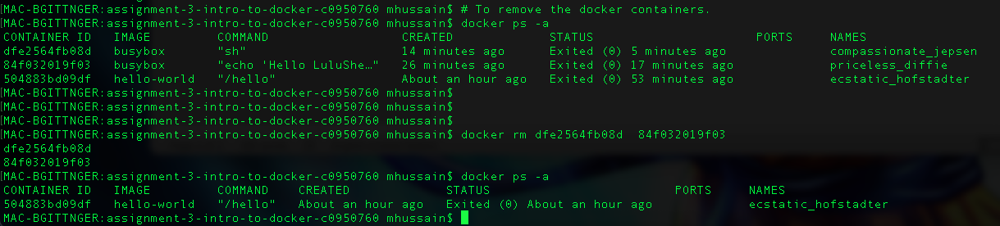 [MAC-BGITTNGER:assignment-3-intro-to-docker-c0950760 mhussain$ # To remove the docker containers.
[MAC-BGITTNGER:assignment-3-intro-to-docker-c0950760 mhussain$ docker ps -a
CONTAINER ID   IMAGE         COMMAND                  CREATED             STATUS                      PORTS     NAMES
dfe2564fb08d   busybox       "sh"                     14 minutes ago      Exited (0) 5 minutes ago              compassionate_jepsen
84f032019f03   busybox       "echo 'Hello LuluShe…"   26 minutes ago      Exited (0) 17 minutes ago             priceless_diffie
504883bd09df   hello-world   "/hello"                 About an hour ago   Exited (0) 53 minutes ago             ecstatic_hofstadter
[MAC-BGITTNGER:assignment-3-intro-to-docker-c0950760 mhussain$
[MAC-BGITTNGER:assignment-3-intro-to-docker-c0950760 mhussain$
[MAC-BGITTNGER:assignment-3-intro-to-docker-c0950760 mhussain$
[MAC-BGITTNGER:assignment-3-intro-to-docker-c0950760 mhussain$ docker rm dfe2564fb08d  84f032019f03
dfe2564fb08d
84f032019f03
[MAC-BGITTNGER:assignment-3-intro-to-docker-c0950760 mhussain$ docker ps -a
CONTAINER ID   IMAGE         COMMAND    CREATED             STATUS                         PORTS     NAMES
504883bd09df   hello-world   "/hello"   About an hour ago   Exited (0) About an hour ago             ecstatic_hofstadter
MAC-BGITTNGER:assignment-3-intro-to-docker-c0950760 mhussain$